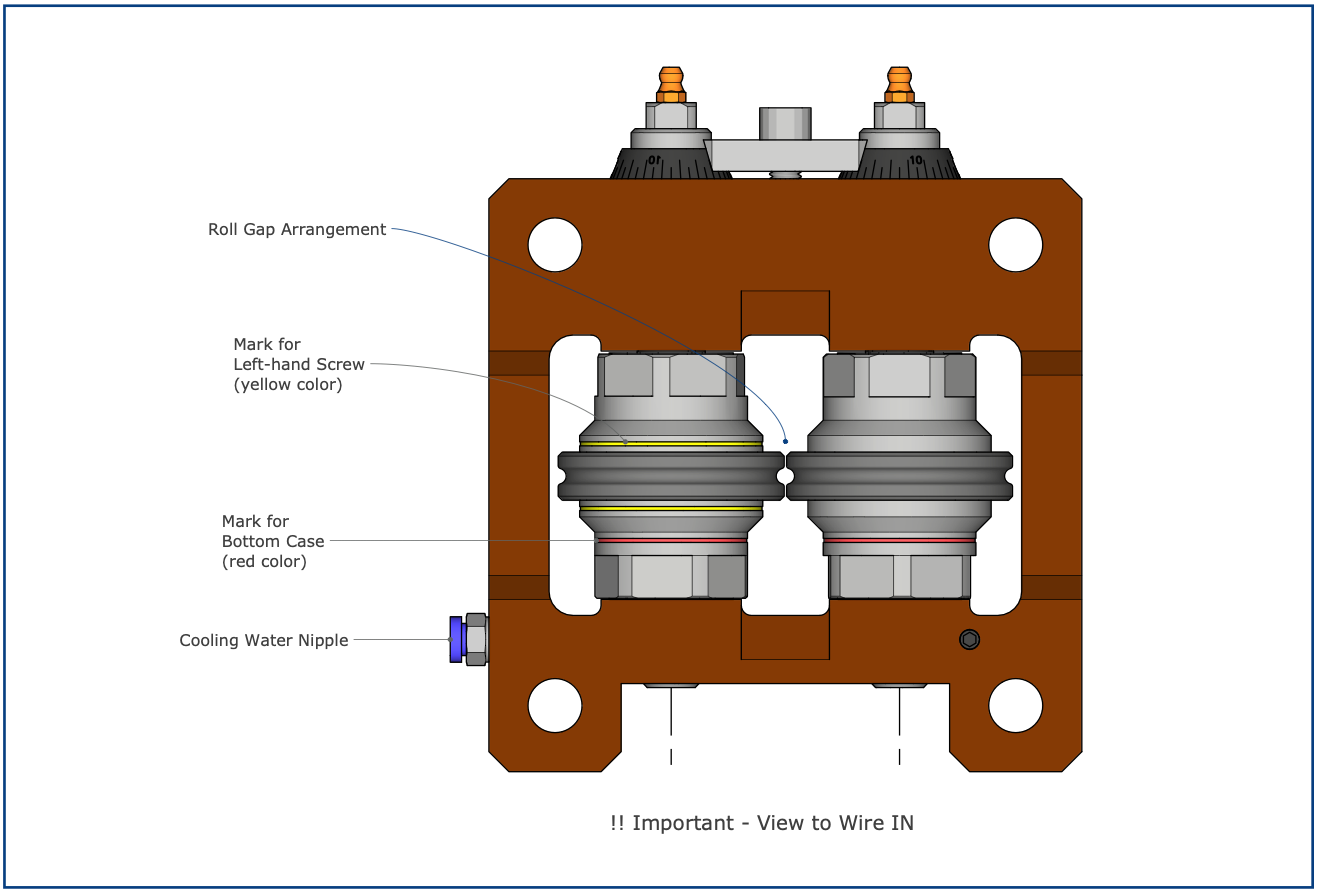 10
10
Roll Gap Arrangement
Mark for
Left-hand Screw
(yellow color)
Mark for
Bottom Case
(red color)
Cooling Water Nipple
!! Important - View to Wire IN